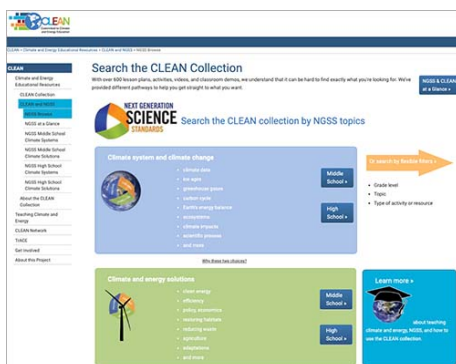 CLEAN
CLEAN > Climate and Energy Educational Resources > CLEAN and NGSS > NGSS Browse
CLEAN
Climate and Energy
Educational Resources
CLEAN Collection
CLEAN and NGSS
NGSS Browse
NGSS at a Glance
NGSS Middle School
Climate Systems
NGSS Middle School
Climate Solutions
NGSS High School
Climate Systems
NGSS High School
Climate Solutions
About the CLEAN
Collection
Teaching Climate and
Energy
CLEAN Network
Get Involved
About this Project
Search the CLEAN Collection
With over 600 lesson plans, activities, videos, and classroom demos, we understand that it can be hard to find exactly what you're looking for. We've
provided different pathways to help you get straight to what you want.
NGSS & CLEAN
at a Glance »
NEXT GENERATION
SCIENCE
STANDARDS
Search the CLEAN collection by NGSS topics
Climate system and climate change
climate data
ice ages
greenhouse gases
carbon cycle
Earth's energy balance
ecosystems
climate impacts
scientific process
and more
Middle
School »
High
School »
Or search by flexible filters »
Grade level
Topic
Type of activity or resource
Why these two choices?
Climate and energy solutions
clean energy
efficiency
policy, economics
restoring habitats
reducing waste
agriculture
adaptations
and more
Middle
School »
High
School »
Learn more »
about teaching
climate and energy, NGSS, and how to
use the CLEAN collection.